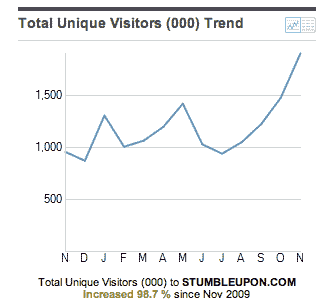 Total Unique Visitors (000) Trend
1,500
1,000
500
N D J F M A M J J A S O N
Total Unique Visitors (000) to STUMBLEUPON.COM
Increased 98.7 % since Nov 2009